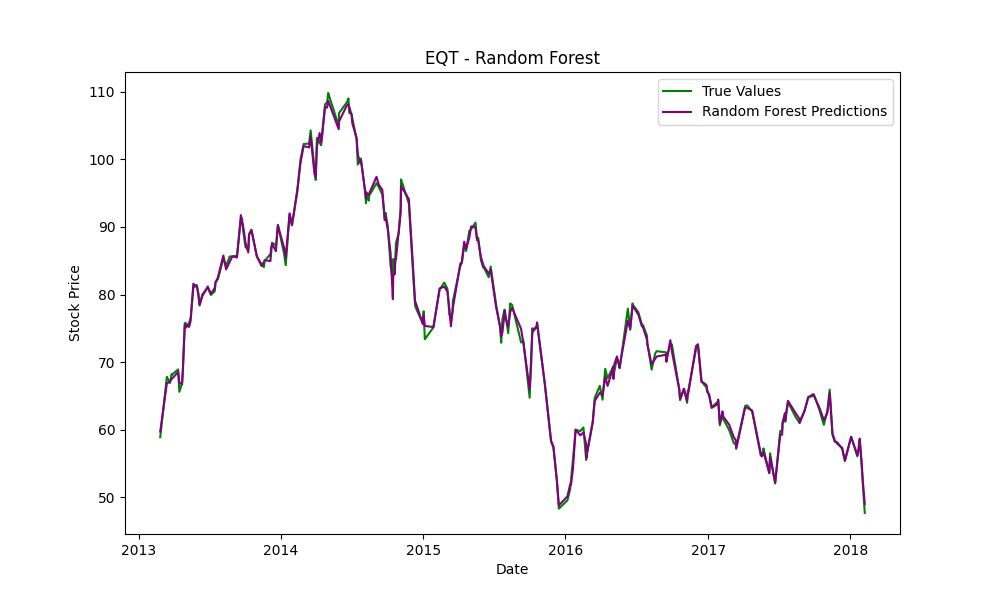 EQT - Random Forest
True Values
Random Forest Predictions
110
100
90
80
70
60
50
Stock Price
2013 2014 2015 2016 2017 2018
Date